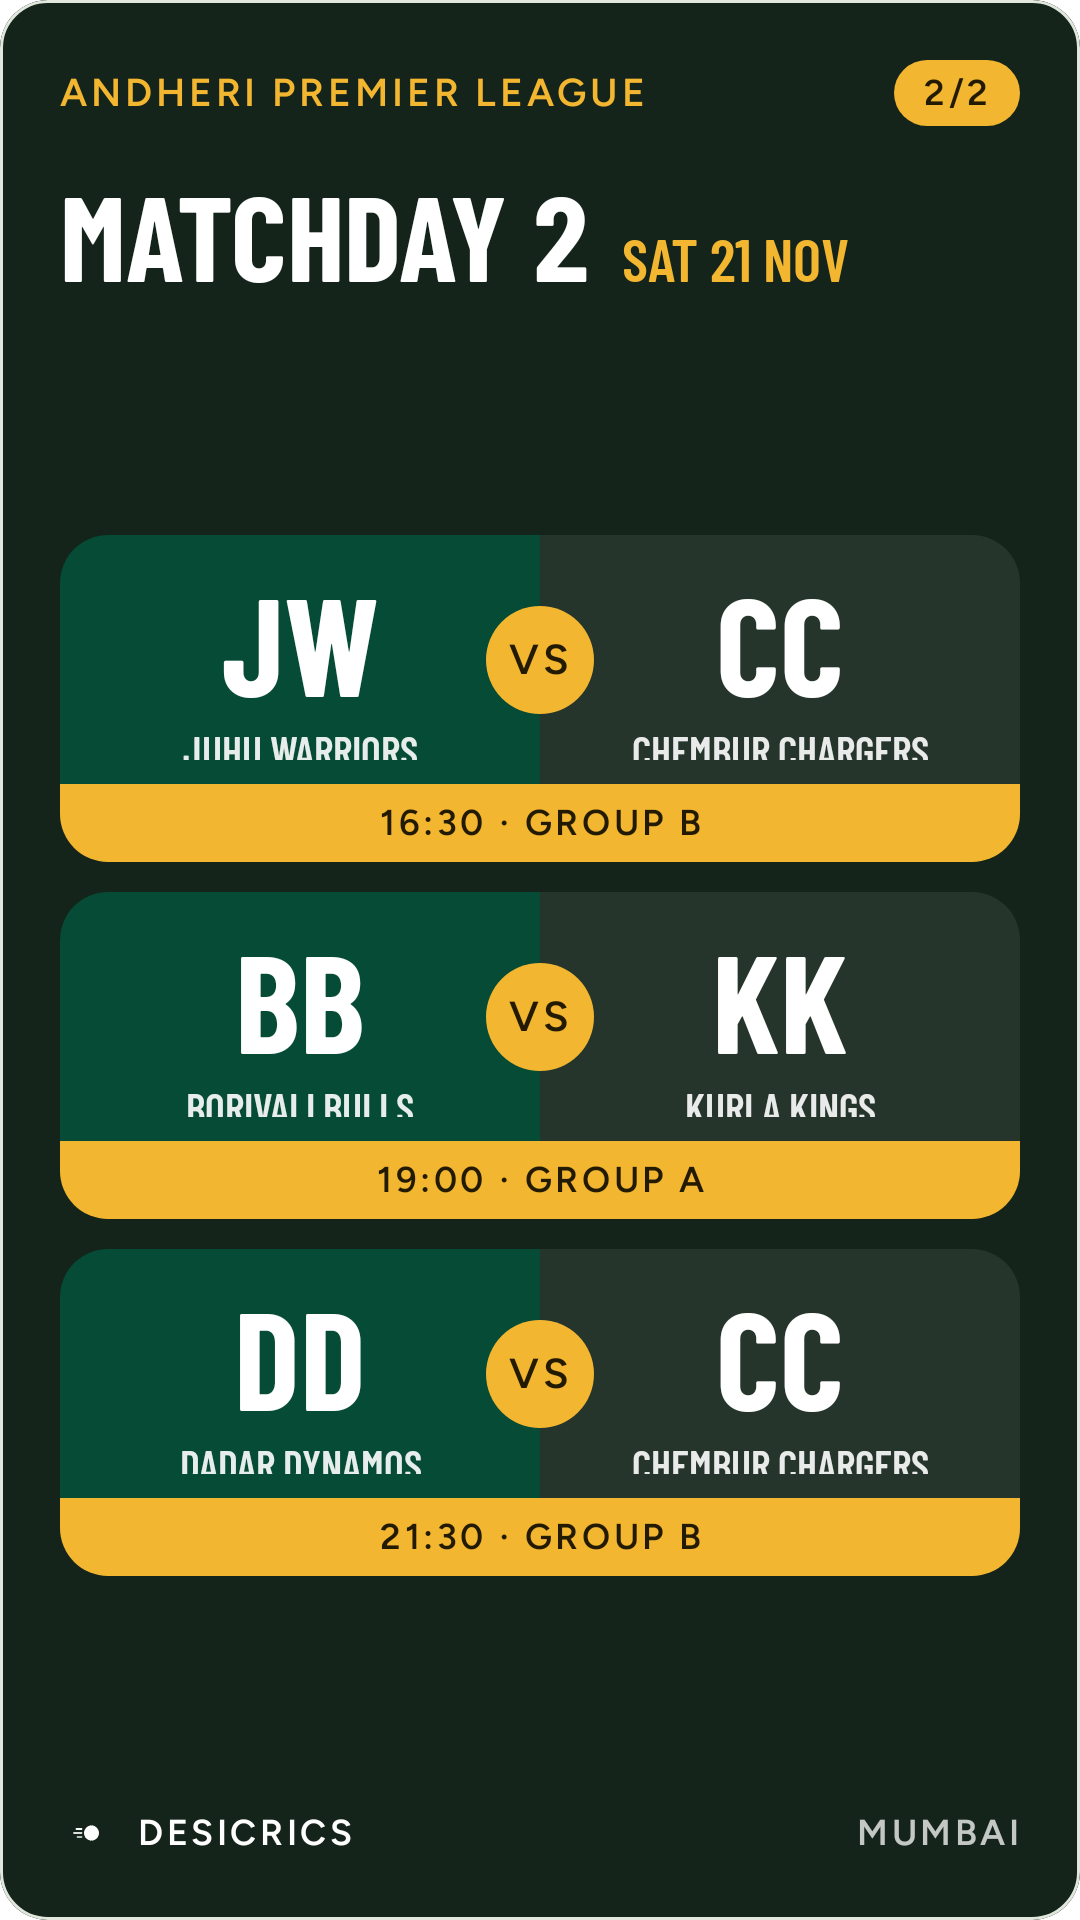 ANDHERI PREMIER LEAGUE
2/2
MATCHDAY 2 SAT 21 NOV
JW VS CC
JUHU WARRIORS CHEMBUR CHARGERS
16:30 · GROUP B
BB VS KK
BORIVALI BULLS KURLA KINGS
19:00 · GROUP A
DD VS CC
DADAR DYNAMOS CHEMBUR CHARGERS
21:30 · GROUP B
DESICRICS
MUMBAI